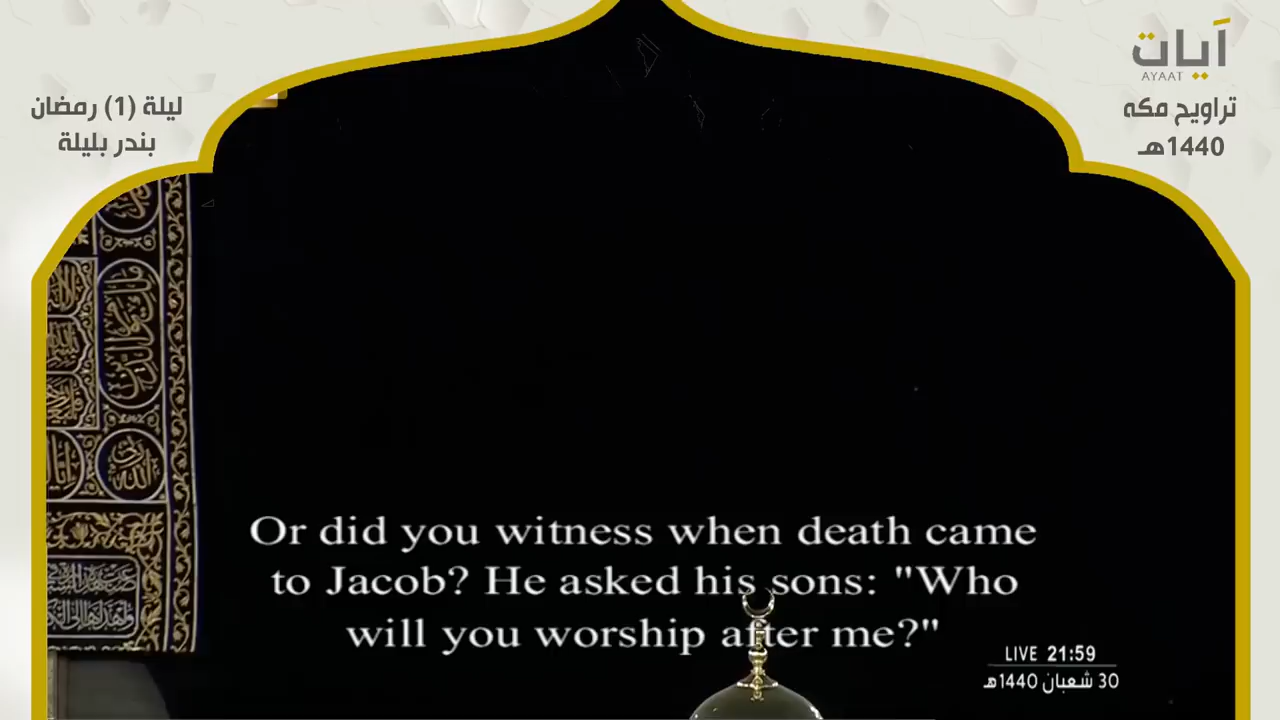 آيات
AYAAT
تراويح مكه
1440هـ
ليلة (1) رمضان
بندر بليلة
Or did you witness when death came
to Jacob? He asked his sons: "Who
will you worship after me?"
LIVE 21:59
30 شعبان 1440هـ